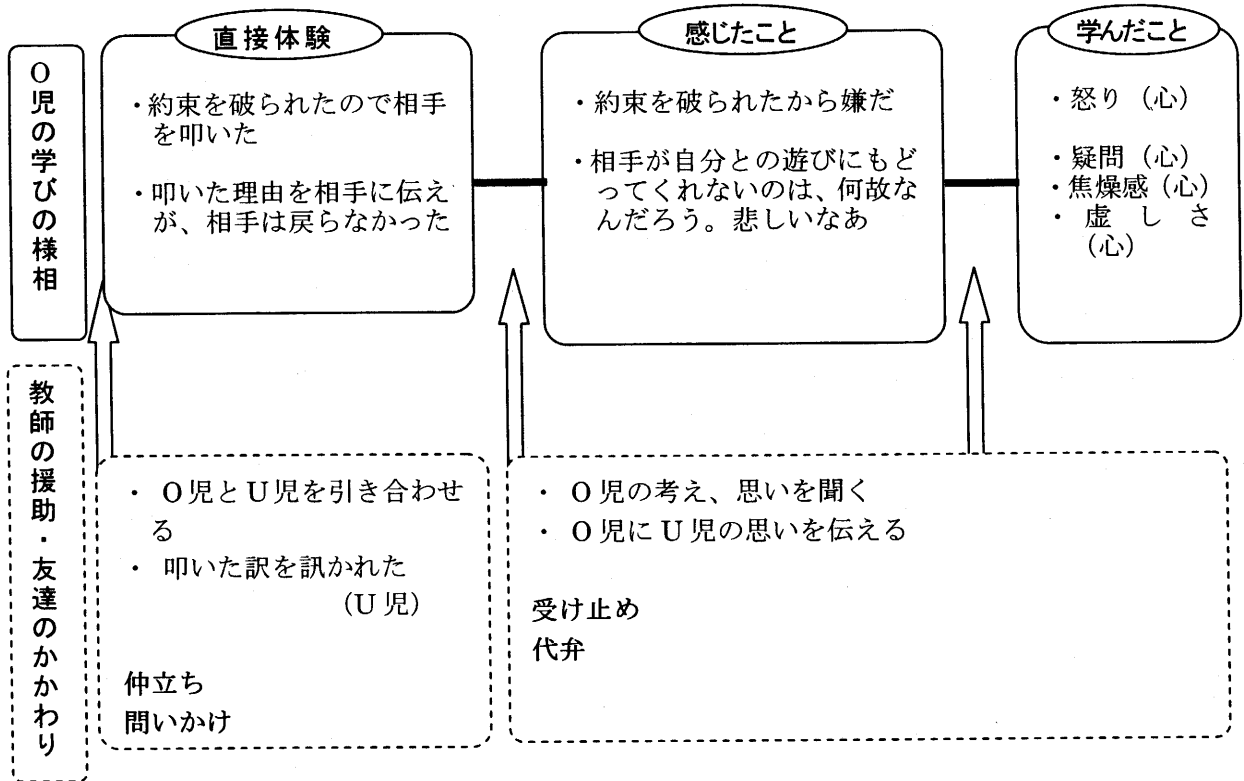 O児の学びの様相
直接体験
・約束を破られたので相手
を叩いた
・叩いた理由を相手に伝え
が、相手は戻らなかった
感じたこと
・約束を破られたから嫌だ
・相手が自分との遊びにもど
ってくれないのは、何故な
んだろう。悲しいなあ
学んだこと
・怒り（心）
・疑問（心）
・焦燥感（心）
・虚しさ
（心）
教師の援助・友達のかかわり
・ O児とU児を引き合わせ
る
・ 叩いた訳を訊かれた
（U児）
仲立ち
問いかけ
・ O児の考え、思いを聞く
・ O児にU児の思いを伝える
受け止め
代弁